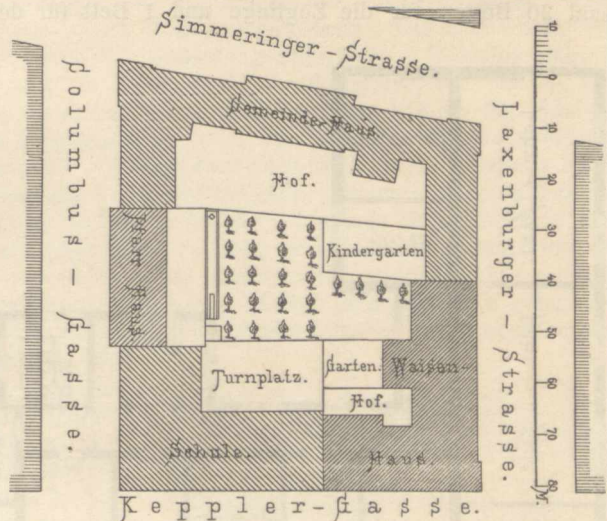 Simmeringer-Strasse.
Columbus-Gasse.
Laxenburger-Strasse.
Gemeinde-Haus
Hof.
Pfarr-Haus.
Kindergarten
Turnplatz.
Garten.
Waisen-
Hof.
Schule.
Haus.
Keppler-Gasse.
10
0
10
20
30
40
50
60
70
80
M.